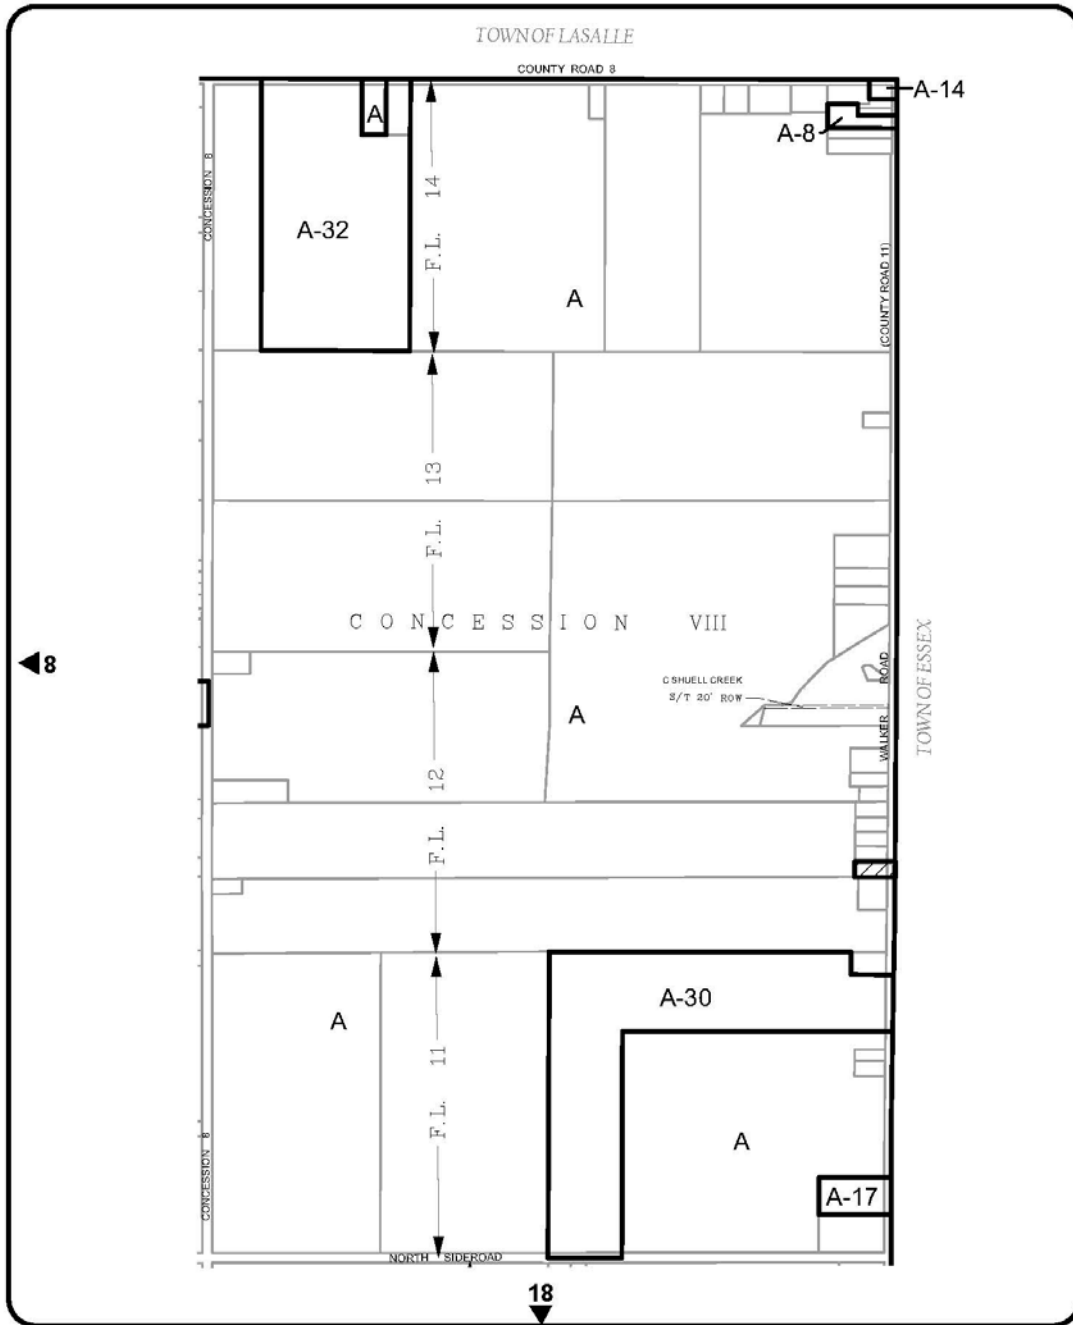 TOWN OF LASALLE
COUNTY ROAD 8
A-14
A
A-8
CONCESSION 8
14
A-32
F.L.
(COUNTY ROAD 11)
A
13
F.L.
CONCESSION VIII
TOWN OF ESSEX
8
WALKER ROAD
C SHUELL CREEK
S/T 20' ROW
A
12
F.L.
A-30
A
11
F.L.
A
CONCESSION 8
A-17
NORTH SIDEROAD
18